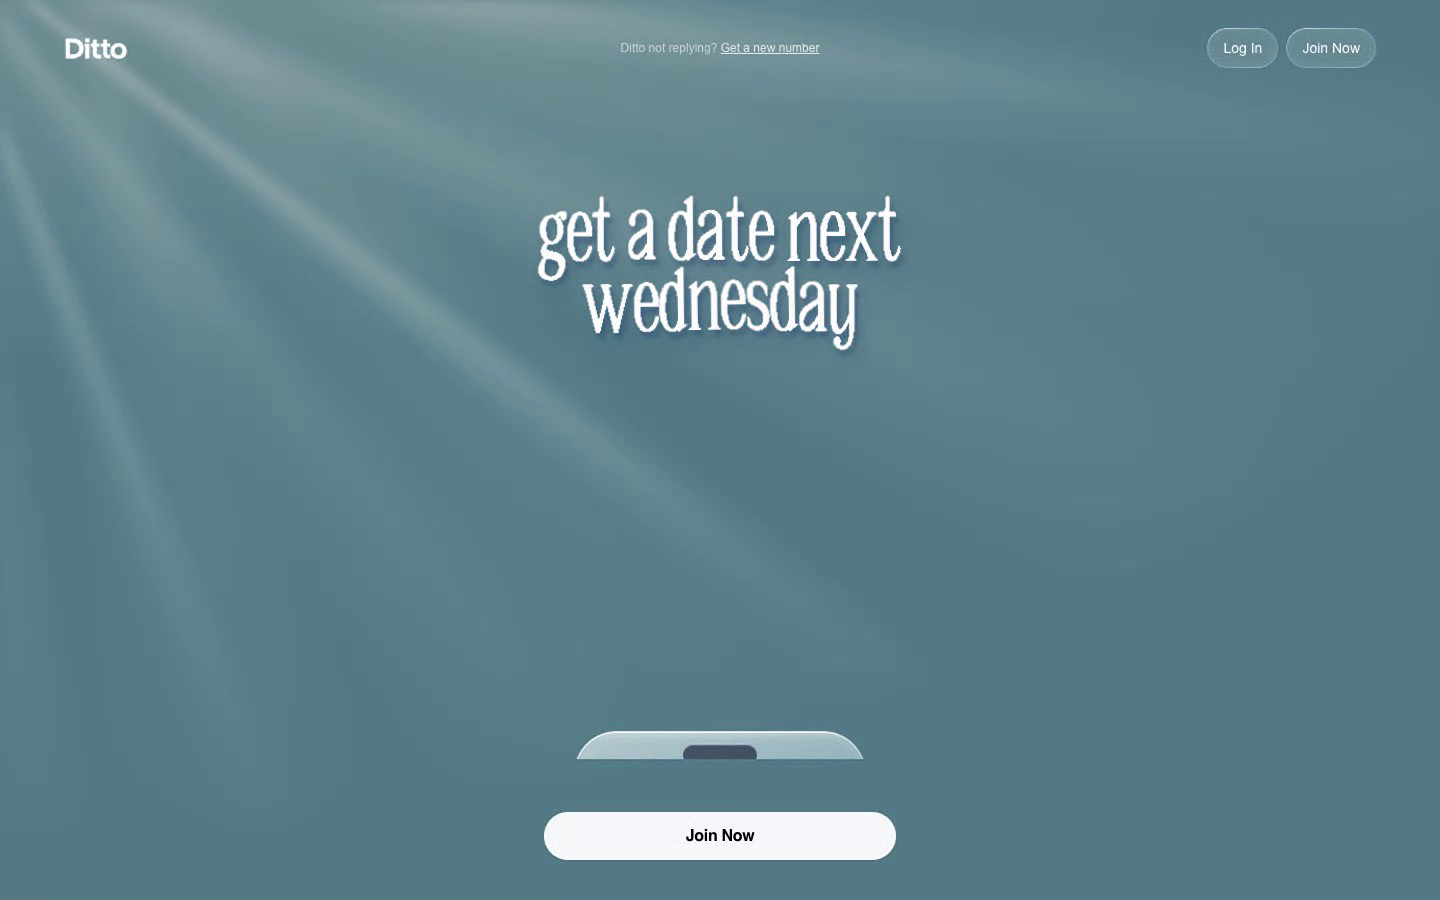 Ditto
Ditto not replying? Get a new number
Log In
Join Now
get a date next
wednesday
Join Now